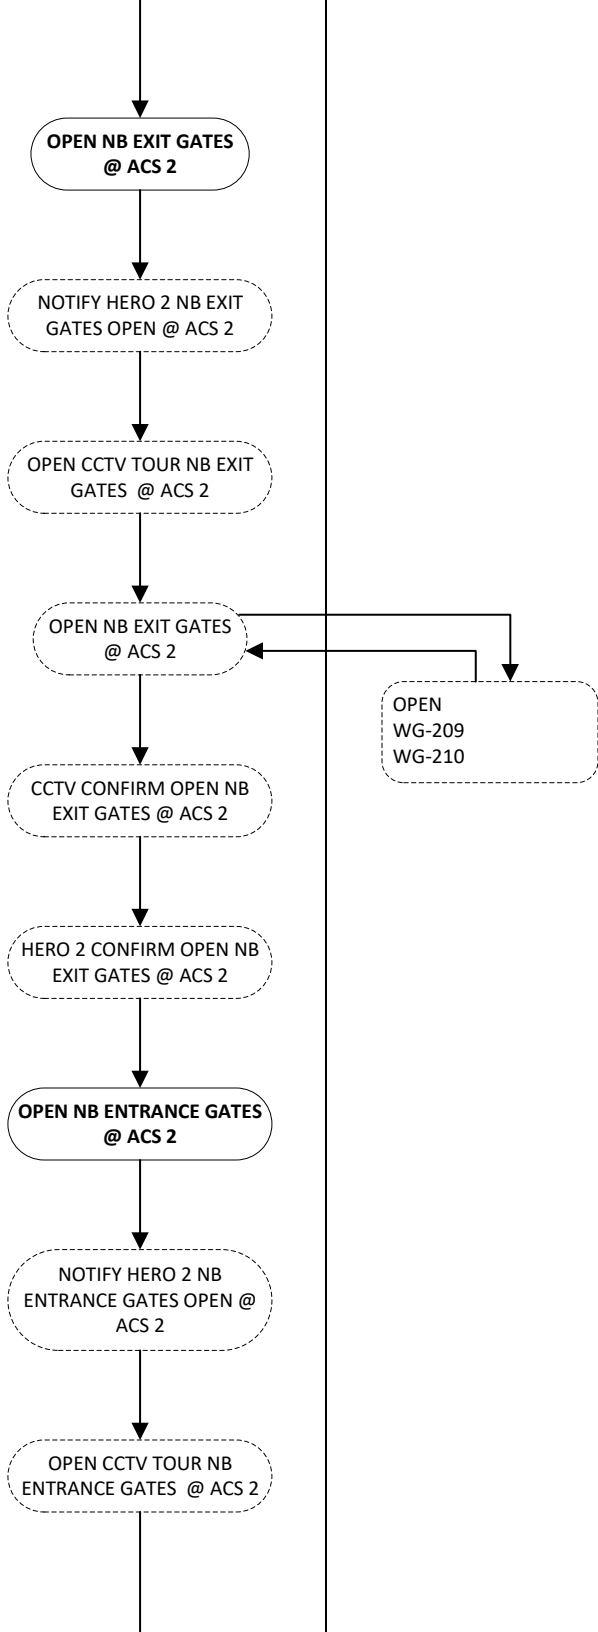 OPEN NB EXIT GATES
@ ACS 2
NOTIFY HERO 2 NB EXIT
GATES OPEN @ ACS 2
OPEN CCTV TOUR NB EXIT
GATES @ ACS 2
OPEN NB EXIT GATES
@ ACS 2
OPEN
WG-209
WG-210
CCTV CONFIRM OPEN NB
EXIT GATES @ ACS 2
HERO 2 CONFIRM OPEN NB
EXIT GATES @ ACS 2
OPEN NB ENTRANCE GATES
@ ACS 2
NOTIFY HERO 2 NB
ENTRANCE GATES OPEN @
ACS 2
OPEN CCTV TOUR NB
ENTRANCE GATES @ ACS 2